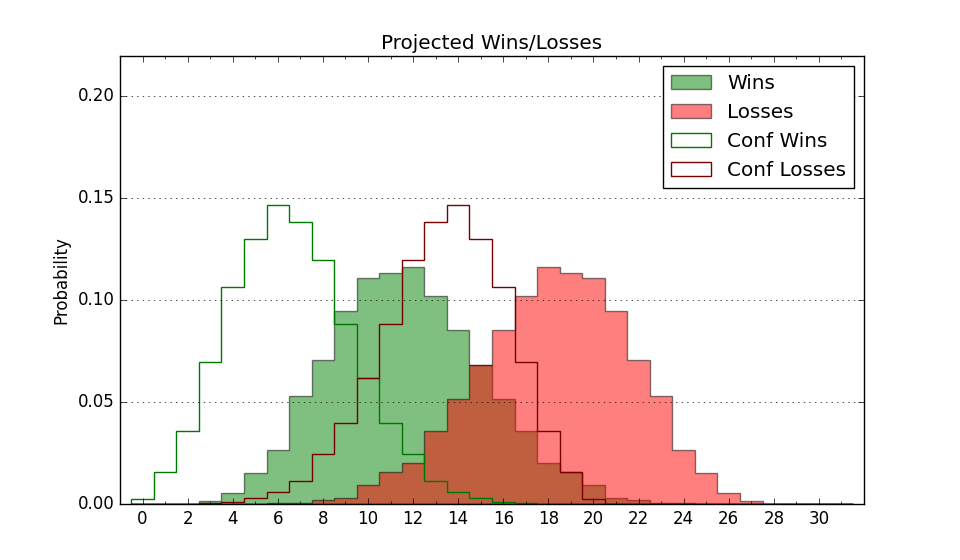 Projected Wins/Losses
Wins
Losses
Conf Wins
Conf Losses
Probability
0.20
0.15
0.10
0.05
0.00
0 2 4 6 8 10 12 14 16 18 20 22 24 26 28 30